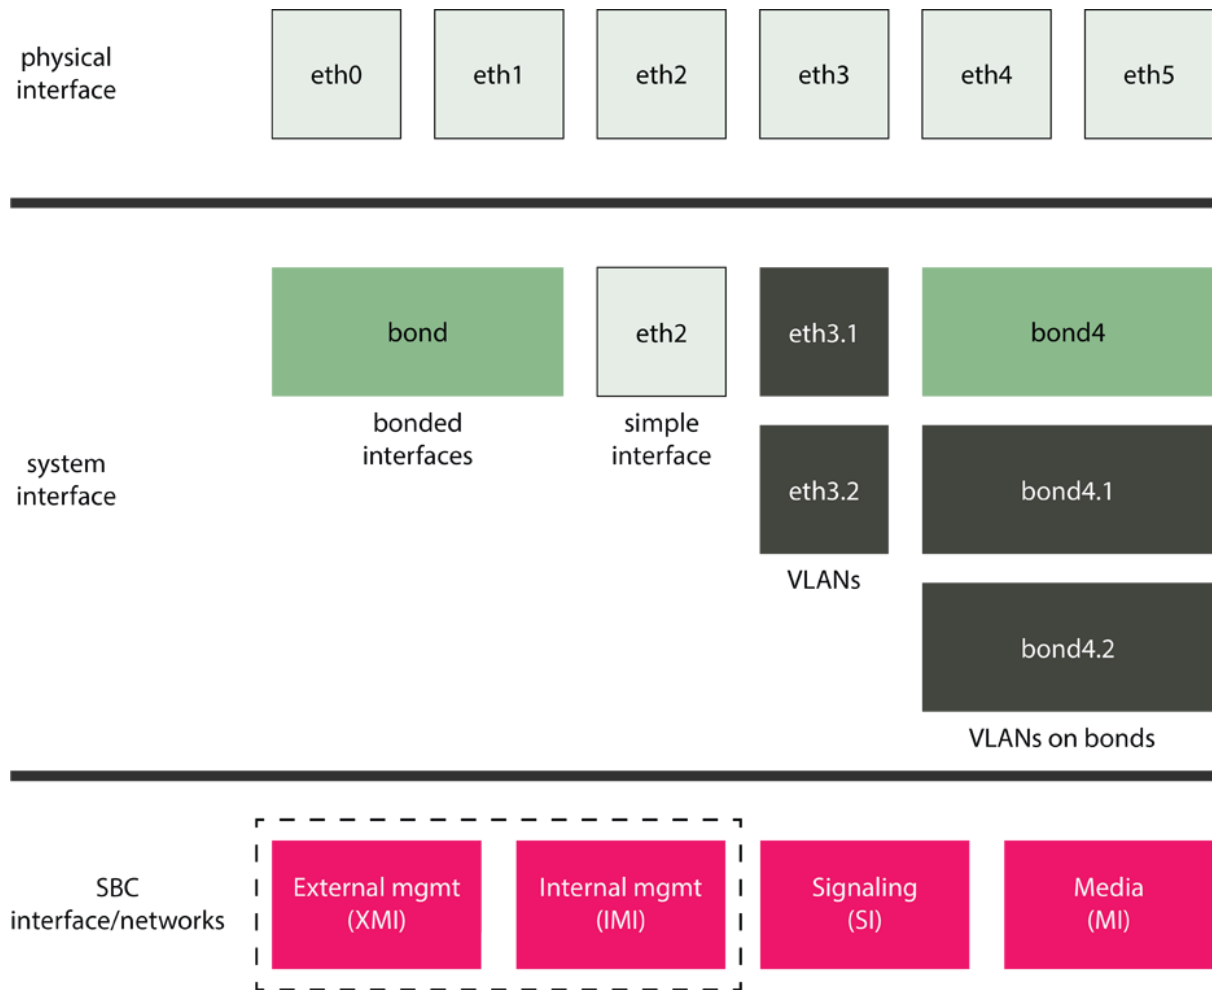 physical
interface
eth0
eth1
eth2
eth3
eth4
eth5
system
interface
bond
eth2
eth3.1
bond4
bonded
interfaces
simple
interface
eth3.2
bond4.1
VLANs
bond4.2
VLANs on bonds
SBC
interface/networks
External mgmt
(XMI)
Internal mgmt
(IMI)
Signaling
(SI)
Media
(MI)